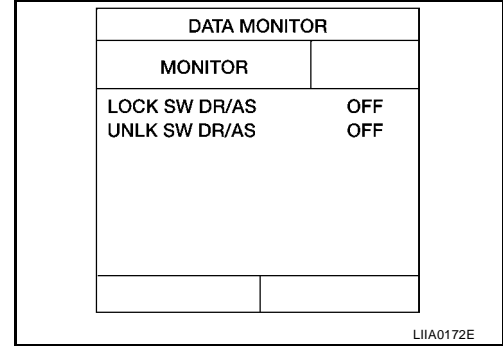 DATA MONITOR
MONITOR
LOCK SW DR/AS OFF
UNLK SW DR/AS OFF
LIIA0172E